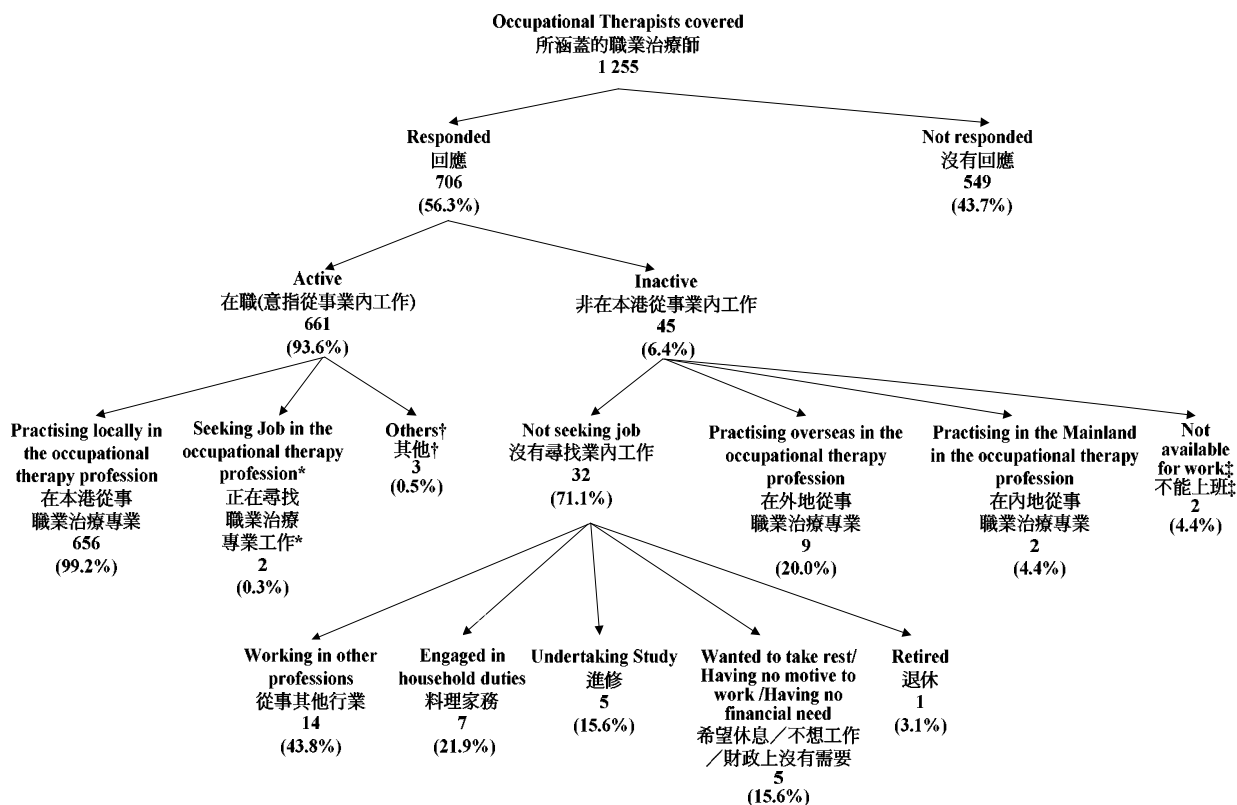 Occupational Therapists covered
所涵蓋的職業治療師
1 255
Responded
回應
706
(56.3%)
Not responded
沒有回應
549
(43.7%)
Active
在職(意指從事業內工作)
661
(93.6%)
Inactive
非在本港從事業內工作
45
(6.4%)
Practising locally in
the occupational
therapy profession
在本港從事
職業治療專業
656
(99.2%)
Seeking Job in the
occupational therapy
profession*
正在尋找
職業治療
專業工作*
2
(0.3%)
Others†
其他†
3
(0.5%)
Not seeking job
沒有尋找業內工作
32
(71.1%)
Practising overseas in the
occupational therapy
profession
在外地從事
職業治療專業
9
(20.0%)
Practising in the Mainland
in the occupational therapy
profession
在內地從事
職業治療專業
2
(4.4%)
Not
available
for work‡
不能上班‡
2
(4.4%)
Working in other
professions
從事其他行業
14
(43.8%)
Engaged in
household duties
料理家務
7
(21.9%)
Undertaking Study
進修
5
(15.6%)
Wanted to take rest/
Having no motive to
work /Having no
financial need
希望休息／不想工作
／財政上沒有需要
5
(15.6%)
Retired
退休
1
(3.1%)